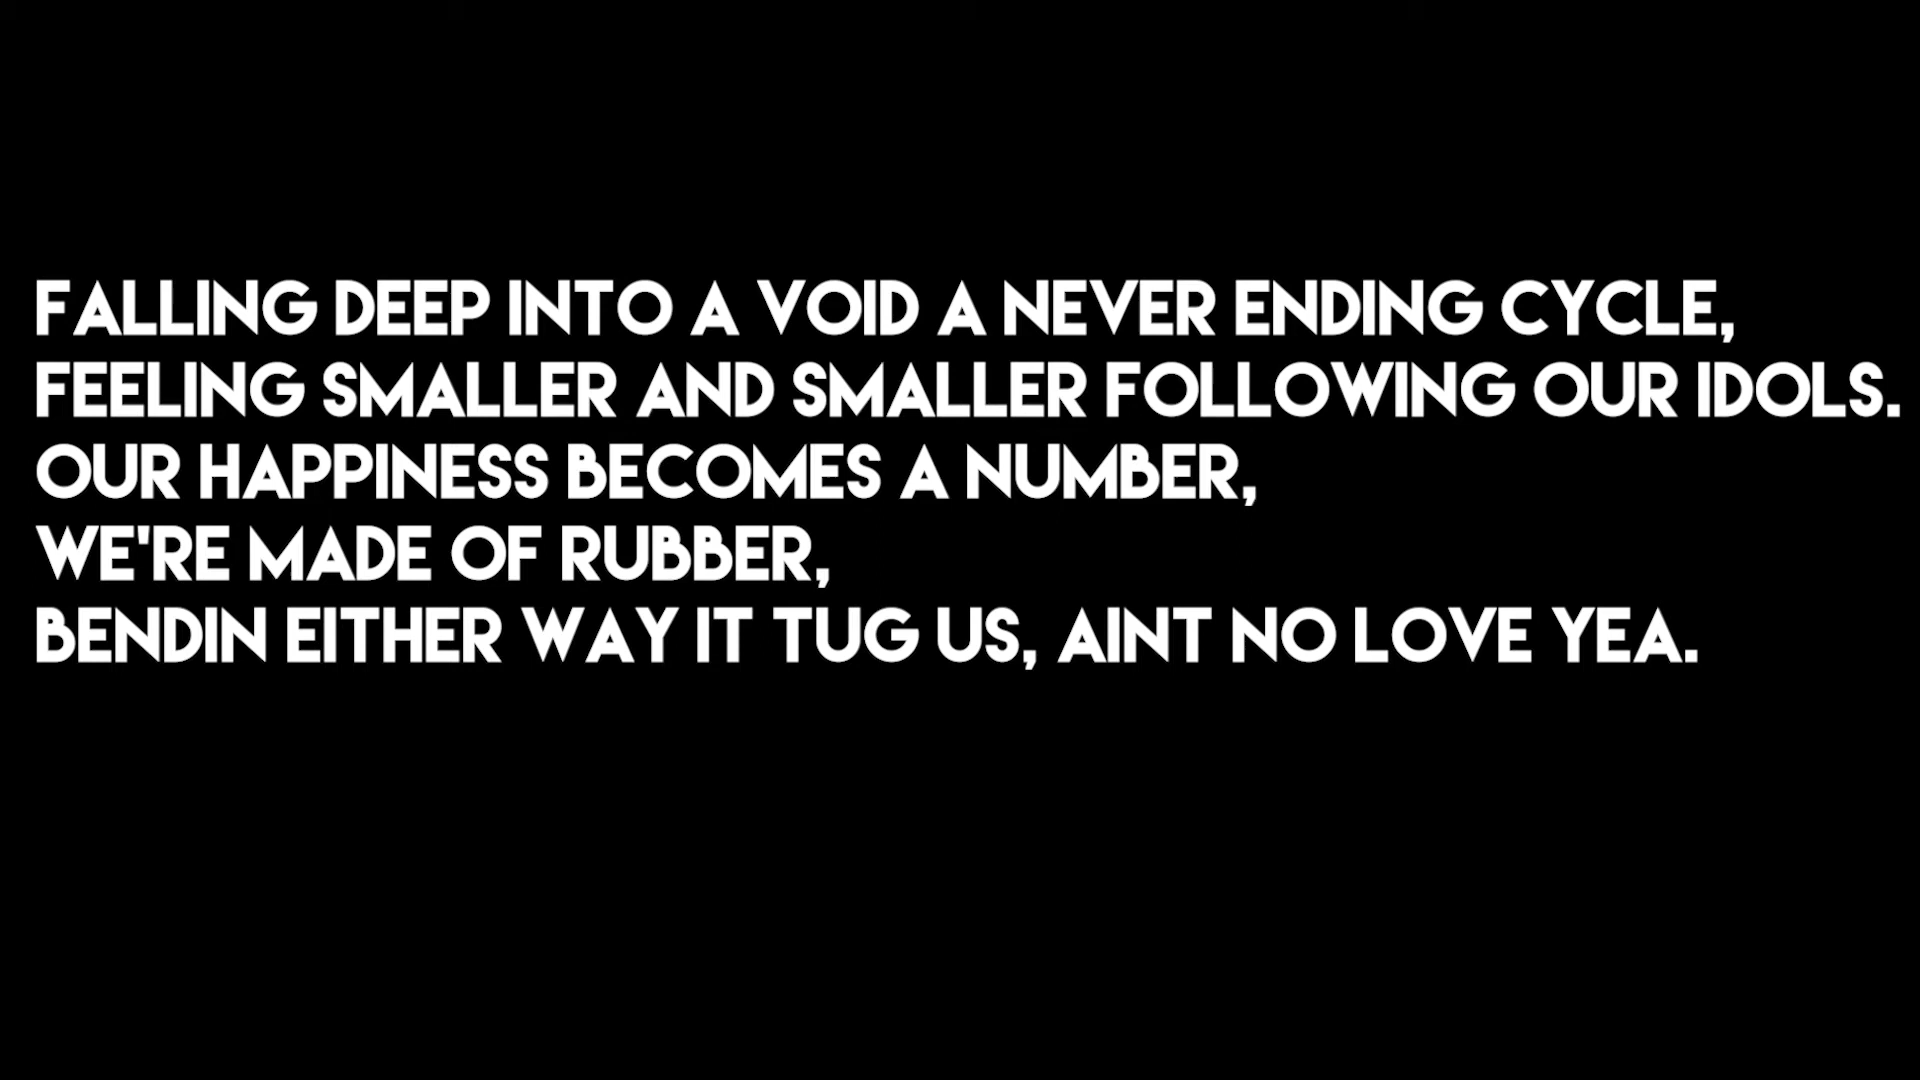 FALLING DEEP INTO A VOID A NEVER ENDING CYCLE,
FEELING SMALLER AND SMALLER FOLLOWING OUR IDOLS.
OUR HAPPINESS BECOMES A NUMBER,
WE'RE MADE OF RUBBER,
BENDIN EITHER WAY IT TUG US, AINT NO LOVE YEA.